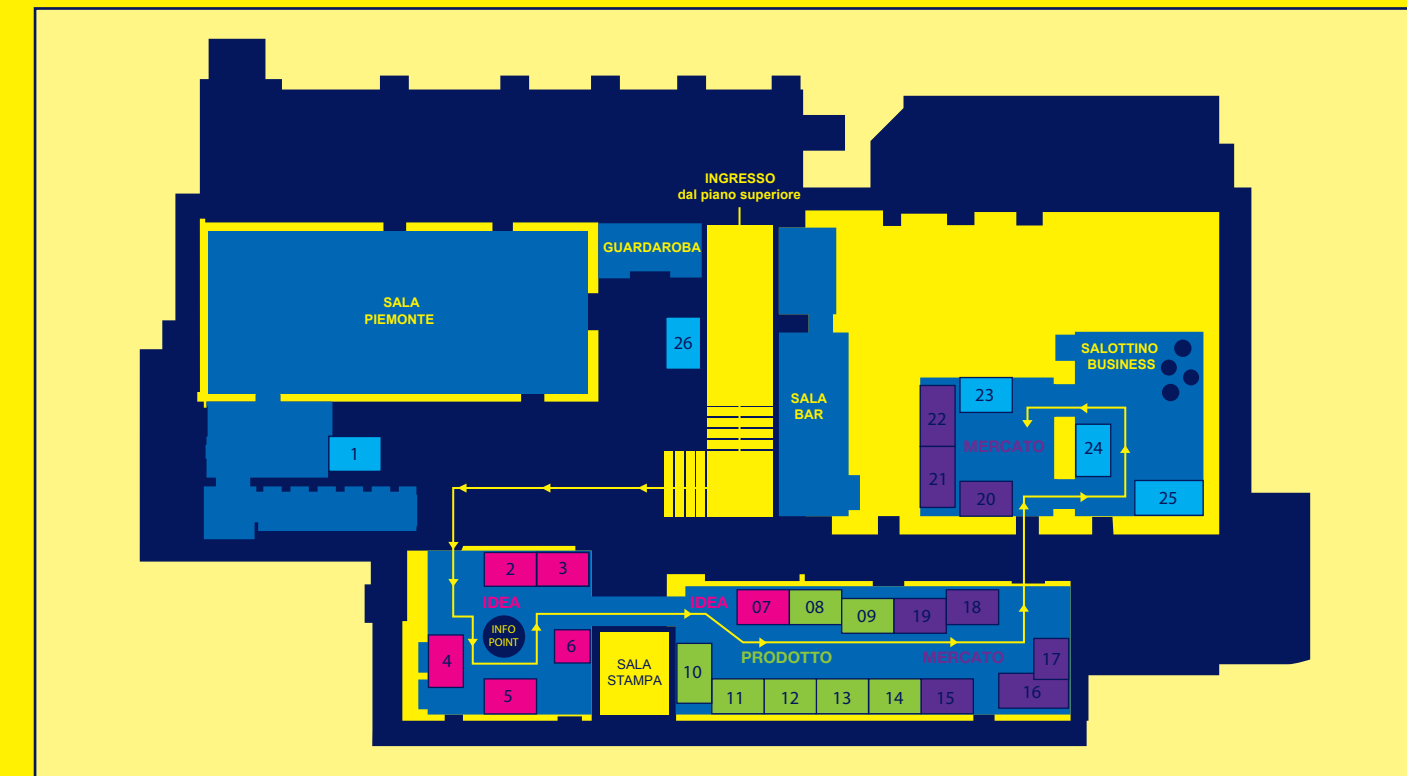 INGRESSO
dal piano superiore
GUARDAROBA
SALA
PIEMONTE
26
SALOTTINO
BUSINESS
SALA
BAR
23
22
MERCATO
24
1
21
20
25
2
3
IDEA
INFO
POINT
4
5
6
SALA
STAMPA
IDEA
07
08
09
19
18
PRODOTTO
MERCATO
17
10
11
12
13
14
15
16